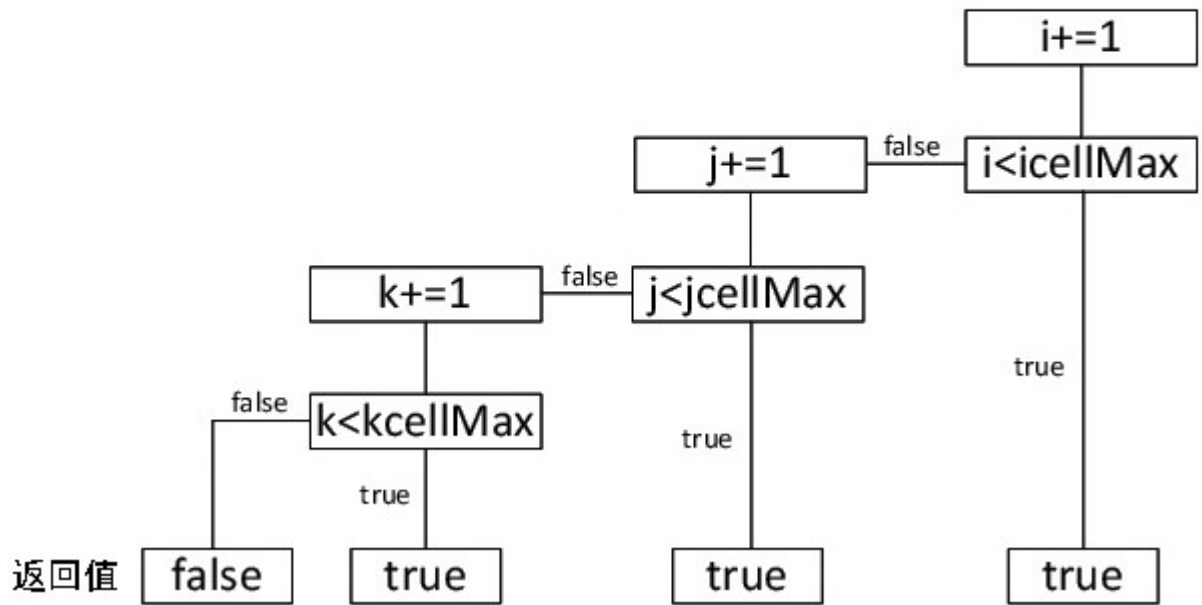 i+=1
j+=1 false i<icellMax
k+=1 false j<jcellMax
true
false k<kcellMax
true
true
返回值 false true true true